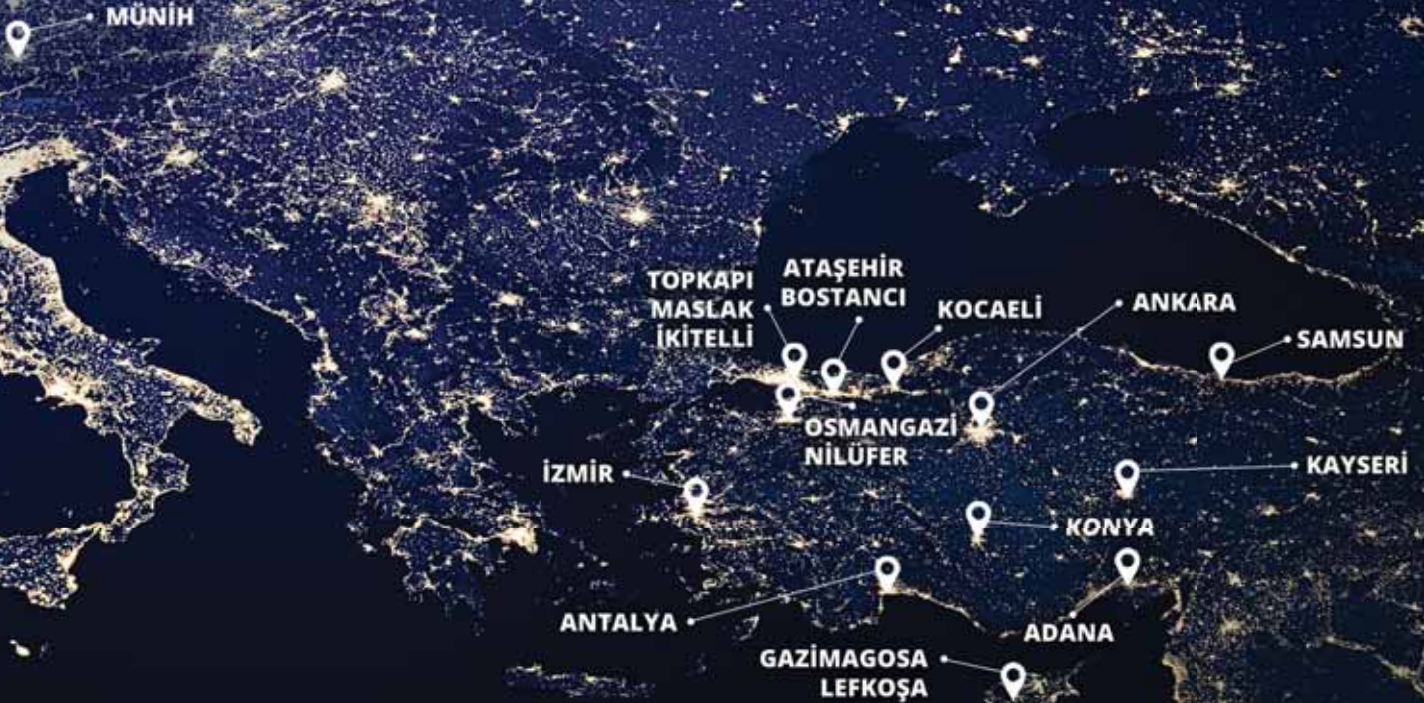 MÜNİH
TOPKAPI
MASLAK
İKİTELLİ
ATAŞEHİR
BOSTANCI
KOCAELİ
ANKARA
SAMSUN
OSMANGAZİ
NİLÜFER
İZMİR
KAYSERİ
KONYA
ANTALYA
ADANA
GAZİMAGOSA
LEFKOŞA